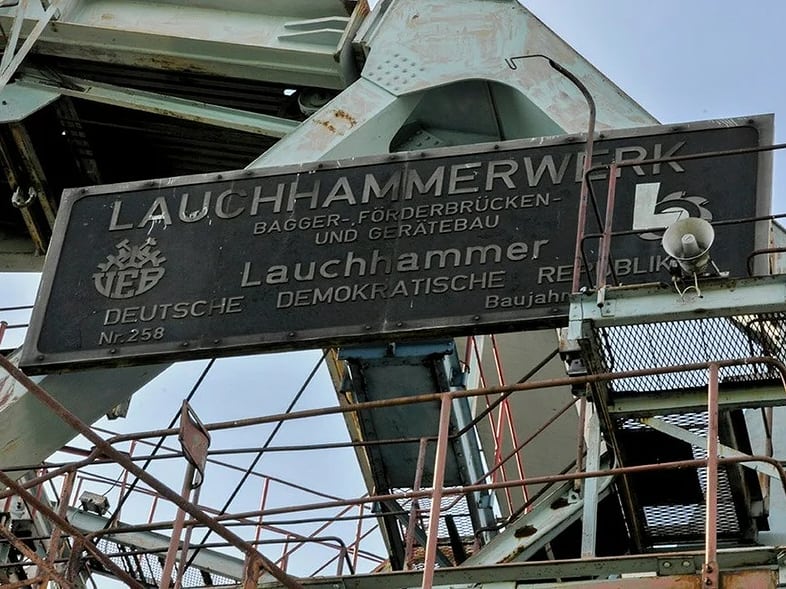 LAUCHHAMMERWERK
BAGGER-FÖRDERBRÜCKEN-
UND GERÄTEBAU
VEB
Lauchhammer
DEUTSCHE DEMOKRATISCHE REPUBLIK
Nr. 258 Baujahr